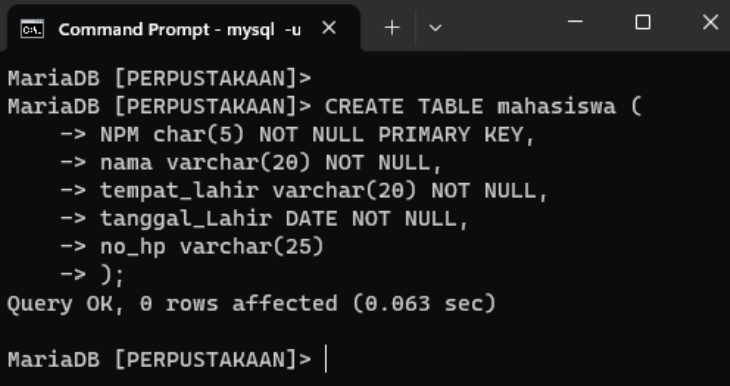 Command Prompt - mysql -u
MariaDB [PERPUSTAKAAN]>
MariaDB [PERPUSTAKAAN]> CREATE TABLE mahasiswa (
    -> NPM char(5) NOT NULL PRIMARY KEY,
    -> nama varchar(20) NOT NULL,
    -> tempat_lahir varchar(20) NOT NULL,
    -> tanggal_Lahir DATE NOT NULL,
    -> no_hp varchar(25)
    -> );
Query OK, 0 rows affected (0.063 sec)
MariaDB [PERPUSTAKAAN]>